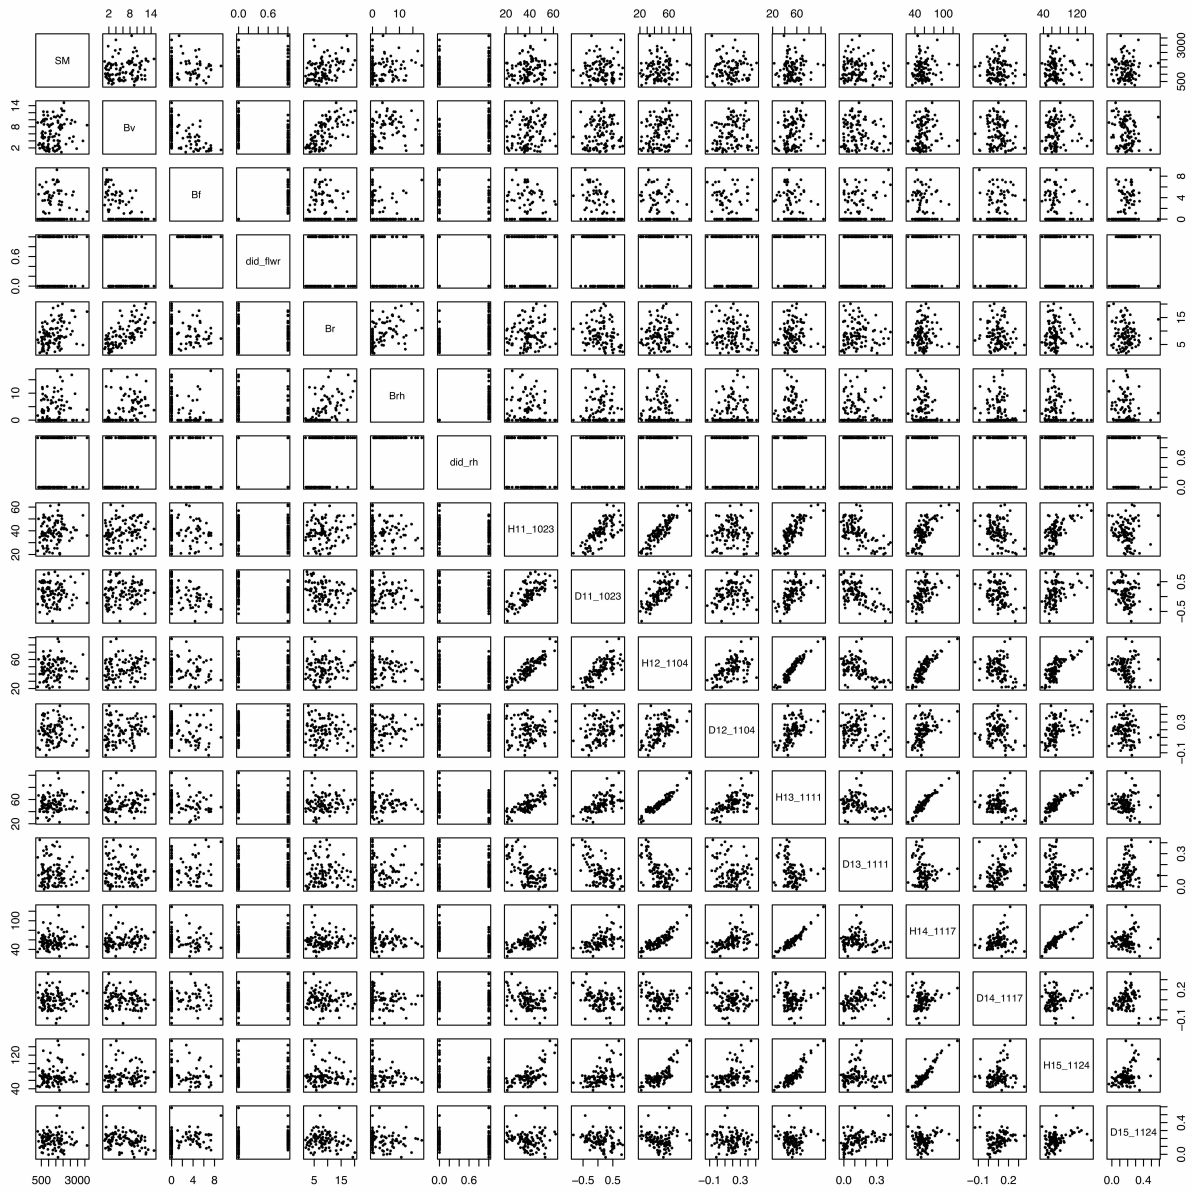 2 8 14 0.0 0.6 0 10 20 40 60 20 60 20 60 40 100 40 120
SM
500 3000
2 8 14
Bv
Bf
0 4 8
0.0 0.6
did_flwr
Br
5 15
0 10
Brh
did_rh
0.0 0.6
20 40 60
H11_1023
D11_1023
−0.5 0.5
20 60
H12_1104
D12_1104
−0.1 0.3
20 60
H13_1111
D13_1111
0.0 0.3
40 100
H14_1117
D14_1117
−0.1 0.2
40 120
H15_1124
D15_1124
0.0 0.4
500 3000 0 4 8 5 15 0.0 0.6 −0.5 0.5 −0.1 0.3 0.0 0.3 −0.1 0.2 0.0 0.4